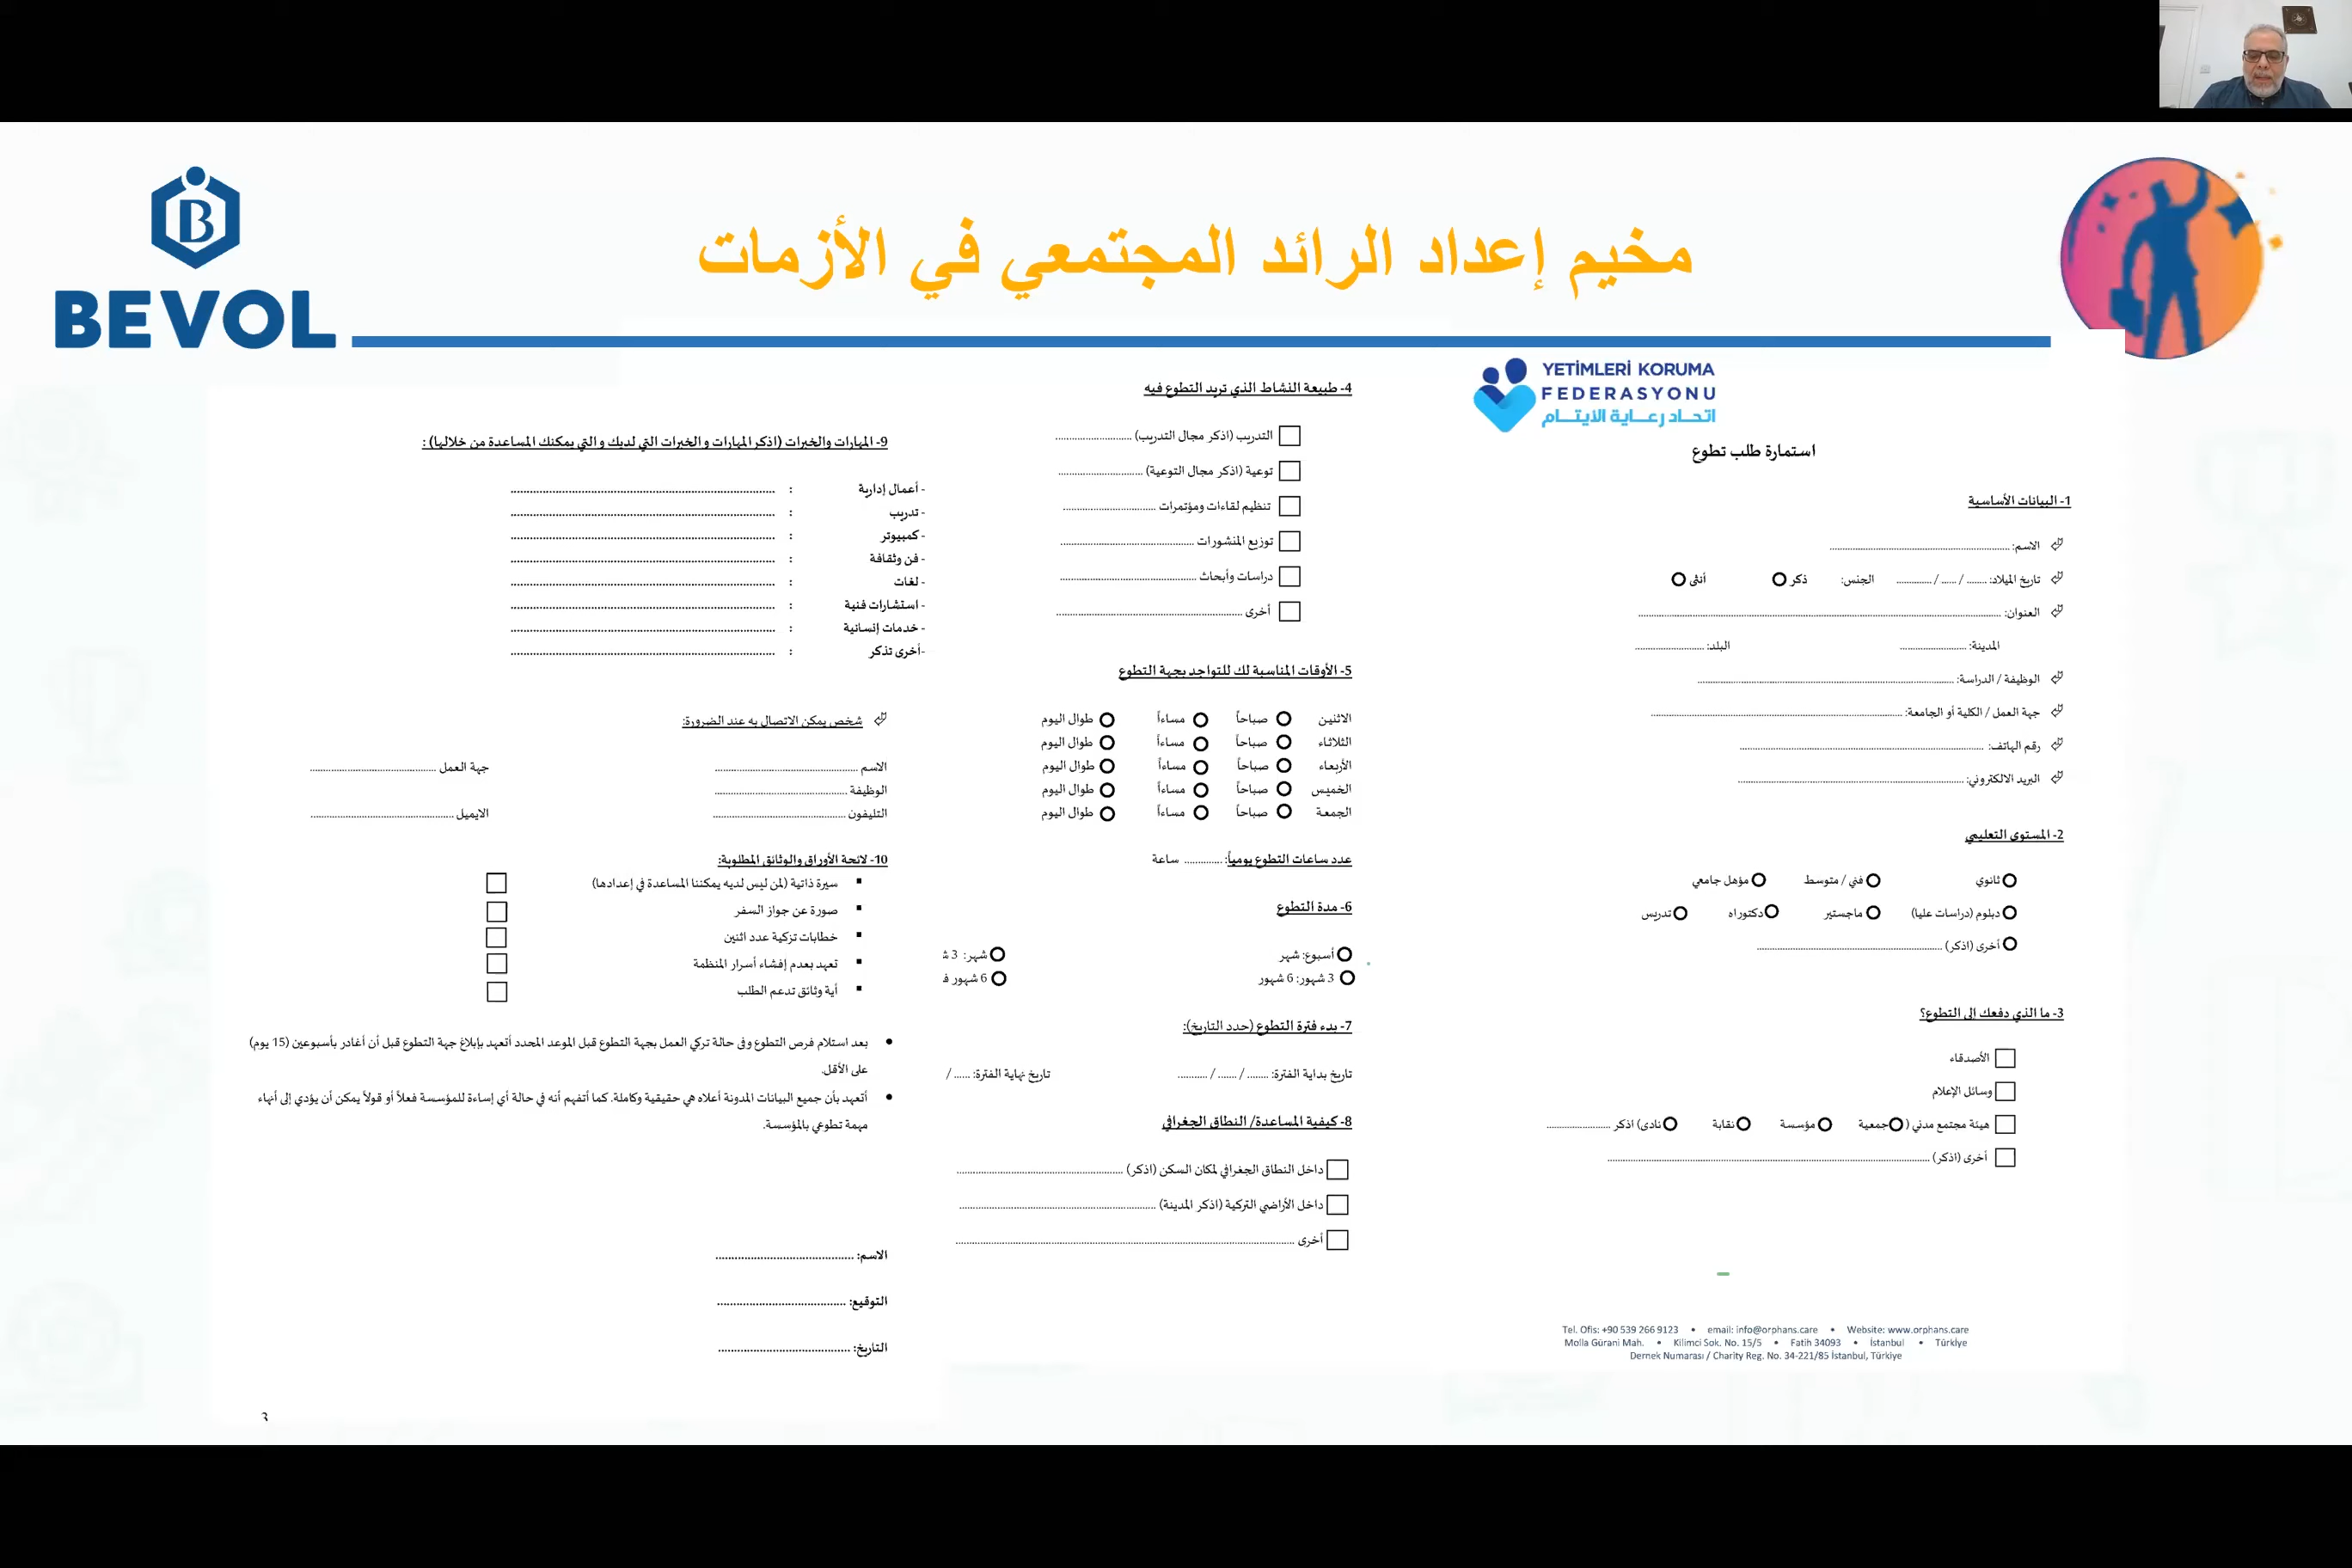 BEVOL
مخيم إعداد الرائد المجتمعي في الأزمات
YETİMLERİ KORUMA
FEDERASYONU
اتحاد رعاية الايتام
استمارة طلب تطوع
1- البيانات الأساسية
الاسم: ..........
تاريخ الميلاد: ....... / ...... / ............ الجنس: ذكر أنثى
العنوان: ..........
المدينة: .......... البلد: ..........
الوظيفة / الدراسة: ..........
جهة العمل / الكلية أو الجامعة: ..........
رقم الهاتف: ..........
البريد الالكتروني: ..........
2- المستوى التعليمي
ثانوي فني / متوسط مؤهل جامعي
دبلوم (دراسات عليا) ماجستير دكتوراه تدريس
أخرى (اذكر) ..........
3- ما الذي دفعك الى التطوع؟
الأصدقاء
وسائل الإعلام
هيئة مجتمع مدني ( جمعية مؤسسة نقابة نادى) اذكر ..........
أخرى (اذكر) ..........
Tel. Ofis: +90 539 266 9123 • email: info@orphans.care • Website: www.orphans.care
Molla Gürani Mah. • Kilimci Sok. No. 15/5 • Fatih 34093 • İstanbul • Türkiye
Dernek Numarası / Charity Reg. No. 34-221/85 İstanbul, Türkiye
4- طبيعة النشاط الذي تريد التطوع فيه
التدريب (اذكر مجال التدريب) ..........
توعية (اذكر مجال التوعية) ..........
تنظيم لقاءات ومؤتمرات ..........
توزيع المنشورات ..........
دراسات وأبحاث ..........
أخرى ..........
5- الأوقات المناسبة لك للتواجد بجهة التطوع
الاثنين صباحاً مساءاً طوال اليوم
الثلاثاء صباحاً مساءاً طوال اليوم
الأربعاء صباحاً مساءاً طوال اليوم
الخميس صباحاً مساءاً طوال اليوم
الجمعة صباحاً مساءاً طوال اليوم
عدد ساعات التطوع يومياً: ............ ساعة
6- مدة التطوع
أسبوع: شهر شهر: 3
3 شهور: 6 شهور 6 شهور
7- بدء فترة التطوع (حدد التاريخ):
تاريخ بداية الفترة: ....... / ...... / .......... تاريخ نهاية الفترة: ...... /
8- كيفية المساعدة/ النطاق الجغرافي
داخل النطاق الجغرافي لمكان السكن (اذكر) ..........
داخل الأراضي التركية (اذكر المدينة) ..........
أخرى ..........
9- المهارات والخبرات (اذكر المهارات والخبرات التي لديك والتي يمكنك المساعدة من خلالها) :
- أعمال إدارية : ..........
- تدريب : ..........
- كمبيوتر : ..........
- فن وثقافة : ..........
- لغات : ..........
- استشارات فنية : ..........
- خدمات إنسانية : ..........
-أخرى تذكر : ..........
شخص يمكن الاتصال به عند الضرورة:
الاسم .......... جهة العمل ..........
الوظيفة ..........
التليفون .......... الايميل ..........
10- لائحة الأوراق والوثائق المطلوبة:
سيرة ذاتية (لمن ليس لديه يمكننا المساعدة في إعدادها)
صورة عن جواز السفر
خطابات تزكية عدد اثنين
تعهد بعدم إفشاء أسرار المنظمة
أية وثائق تدعم الطلب
• بعد استلام فرص التطوع وفى حالة تركي العمل بجهة التطوع قبل الموعد المحدد أتعهد بإبلاغ جهة التطوع قبل أن أغادر بأسبوعين (15 يوم)
على الأقل.
• أتعهد بأن جميع البيانات المدونة أعلاه هي حقيقية وكاملة. كما أتفهم أنه في حالة أي إساءة للمؤسسة فعلاً أو قولاً يمكن أن يؤدي إلى أنهاء
مهمة تطوعي بالمؤسسة.
الاسم: ..........
التوقيع: ..........
التاريخ: ..........
3